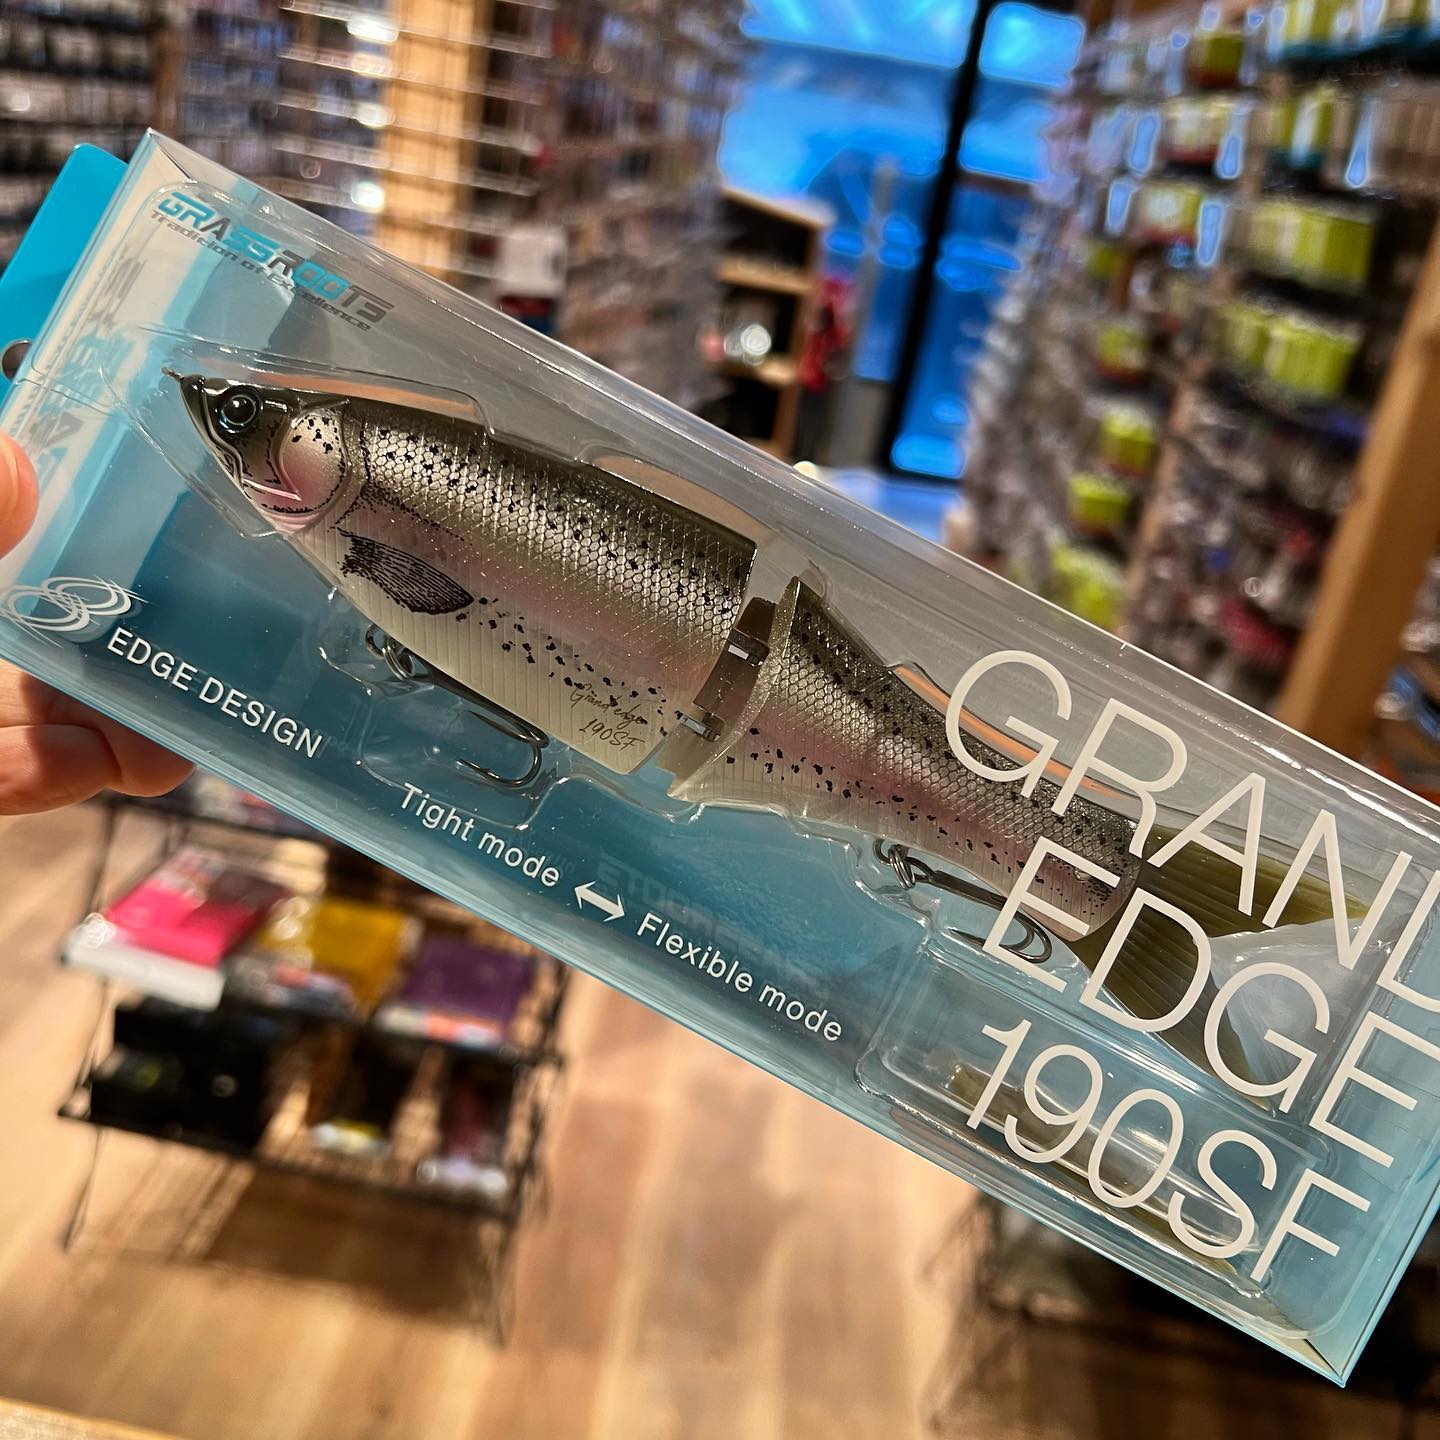 GRASSROOTS
Tradition of Excellence
EDGE DESIGN
Grand edge
190SF
Tight mode ↔ Flexible mode
GRAND
EDGE
190SF